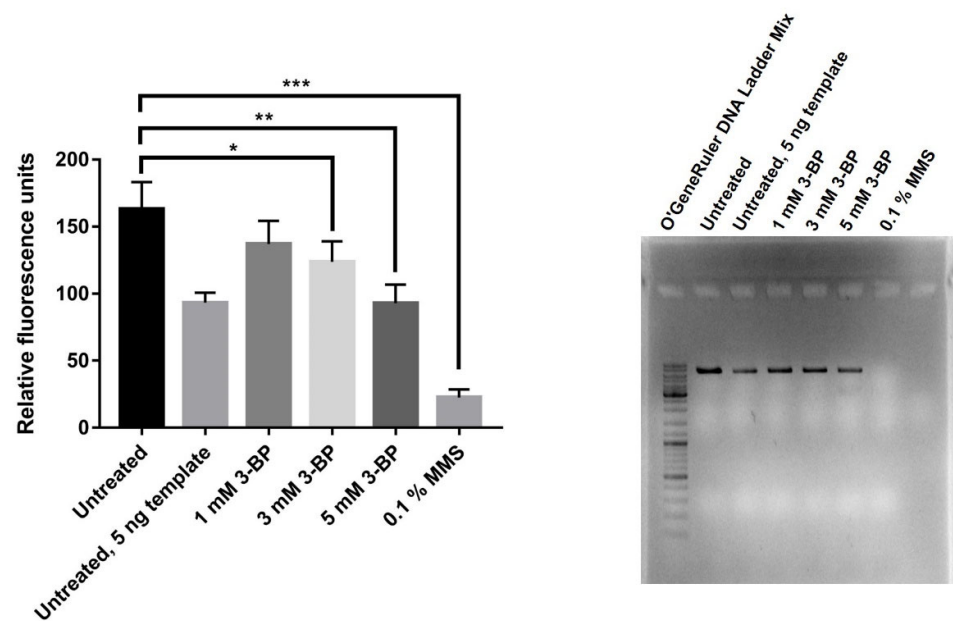 ***
**
*
Relative fluorescence units
200
150
100
50
0
Untreated
Untreated, 5 ng template
1 mM 3-BP
3 mM 3-BP
5 mM 3-BP
0.1 % MMS
O'GeneRuler DNA Ladder Mix
Untreated
Untreated, 5 ng template
1 mM 3-BP
3 mM 3-BP
5 mM 3-BP
0.1 % MMS